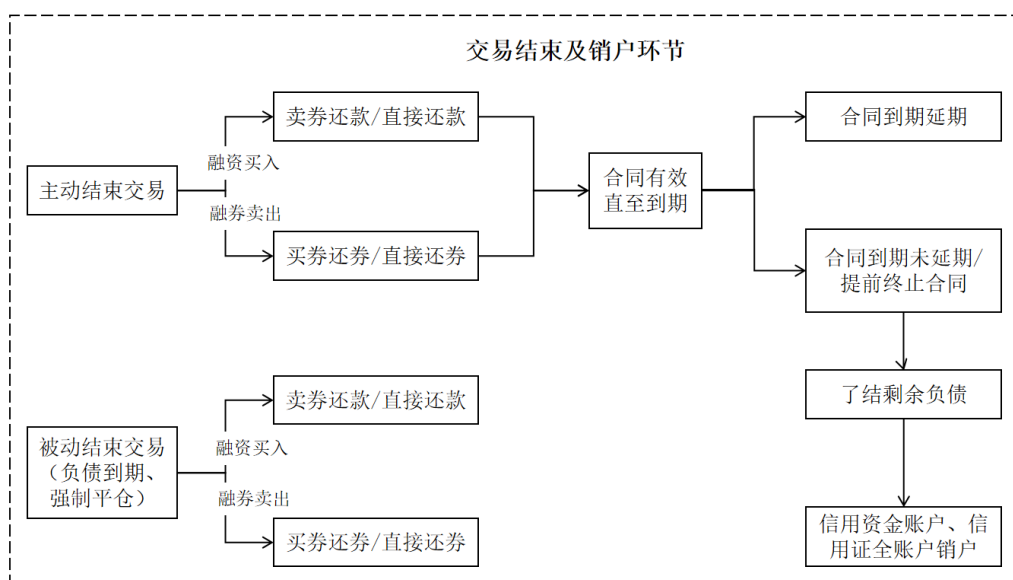 交易结束及销户环节
卖券还款/直接还款
合同到期延期
融资买入
主动结束交易
合同有效
直至到期
融券卖出
买券还券/直接还券
合同到期未延期/
提前终止合同
了结剩余负债
卖券还款/直接还款
被动结束交易
（负债到期、
强制平仓）
融资买入
融券卖出
买券还券/直接还券
信用资金账户、信
用证全账户销户